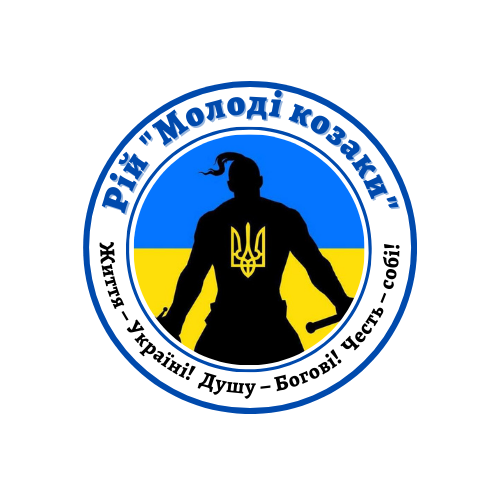 Рій "Молоді козаки"
Життя – Україні! Душу – Богові! Честь – собі!